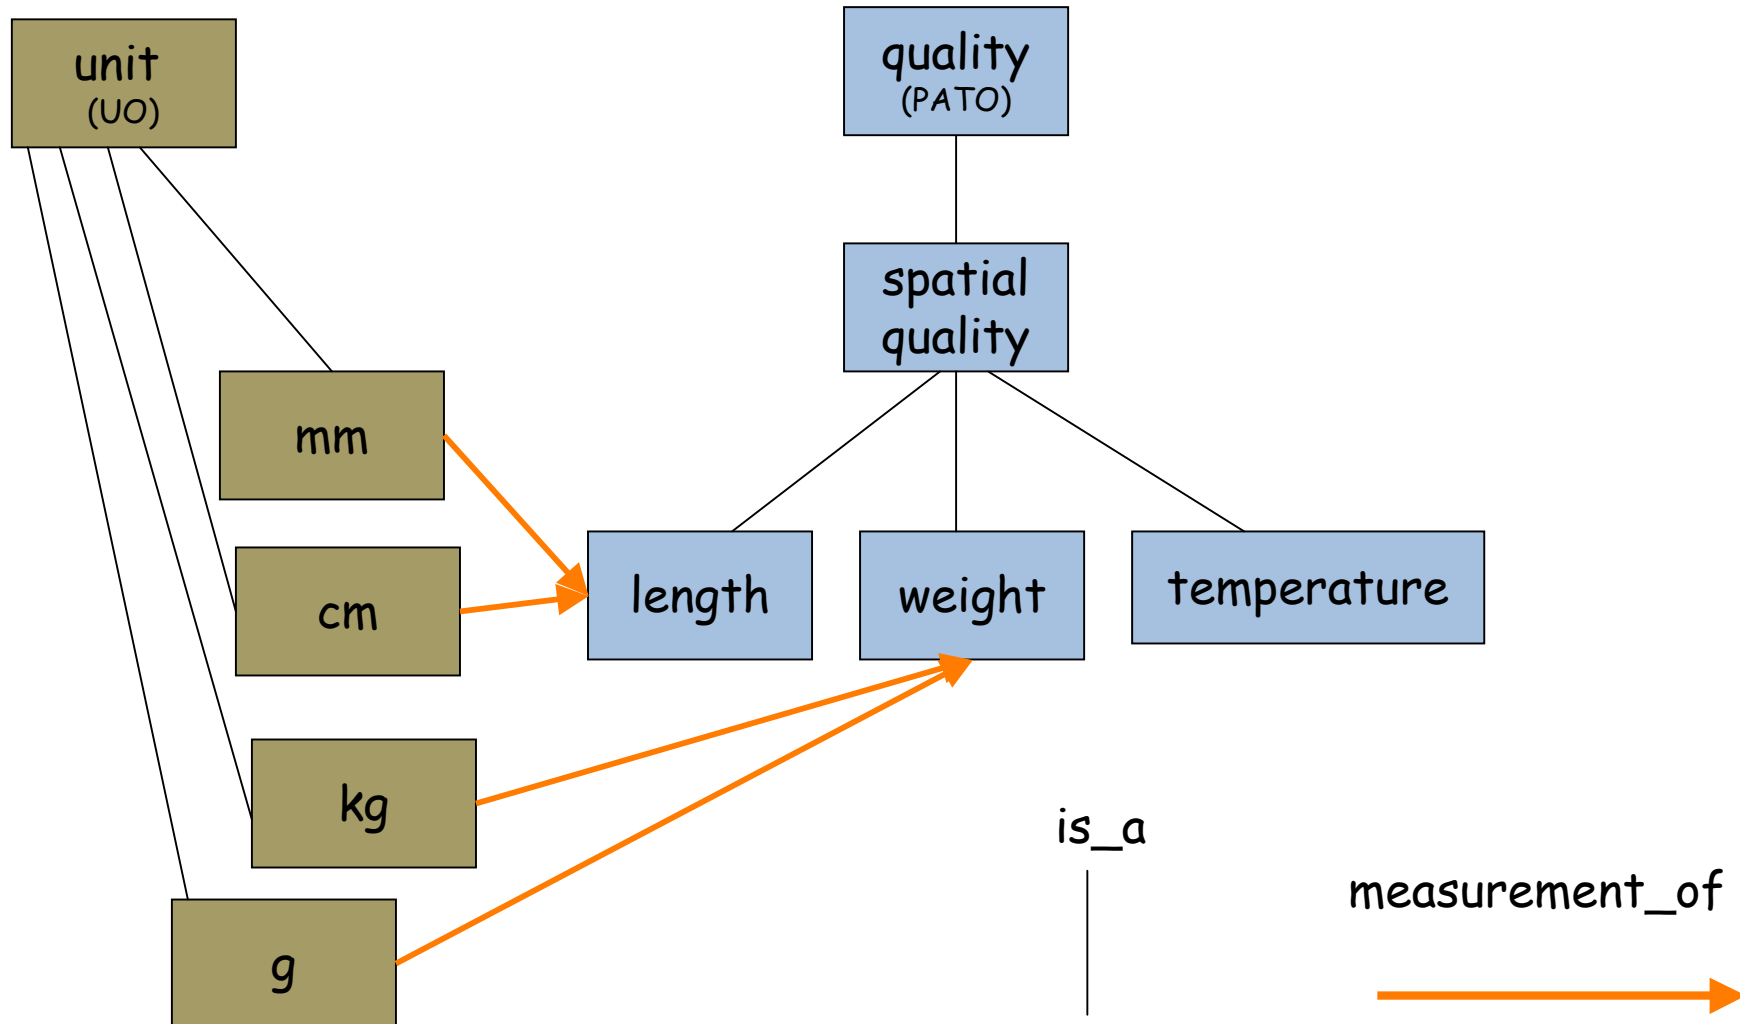 unit
(UO)
quality
(PATO)
spatial
quality
mm
cm
kg
g
length
weight
temperature
is_a
measurement_of